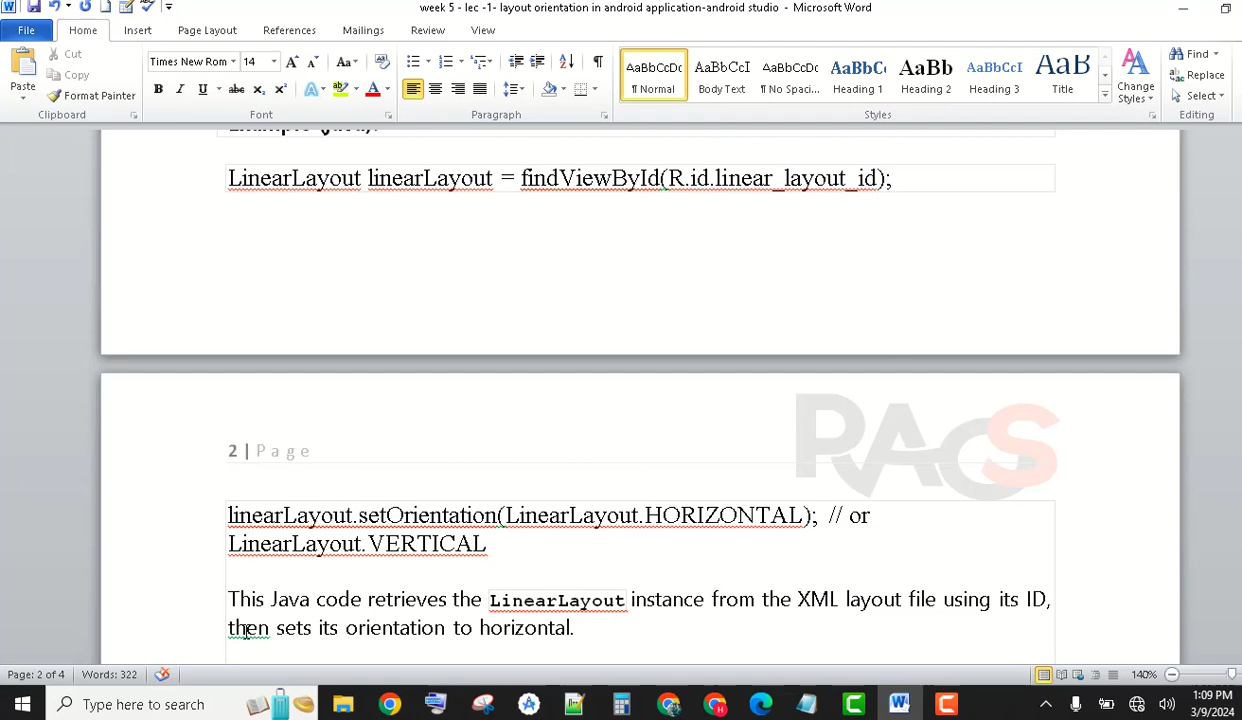 week 5 - lec -1- layout orientation in android application-android studio - Microsoft Word
File Home Insert Page Layout References Mailings Review View
Cut
Copy
Format Painter
Paste
Clipboard
Times New Rom 14
Font
Paragraph
AaBbCcDc AaBbCcI AaBbCcDc AaBbC AaBb AaBbCcI AaB
¶ Normal Body Text ¶ No Spaci... Heading 1 Heading 2 Heading 3 Title
Styles
Change Styles
Find
Replace
Select
Editing
Example (Java):
LinearLayout linearLayout = findViewById(R.id.linear_layout_id);
2 | Page
RACS
linearLayout.setOrientation(LinearLayout.HORIZONTAL); // or
LinearLayout.VERTICAL
This Java code retrieves the LinearLayout instance from the XML layout file using its ID,
then sets its orientation to horizontal.
Page: 2 of 4 Words: 322 140%
Type here to search
1:09 PM
3/9/2024